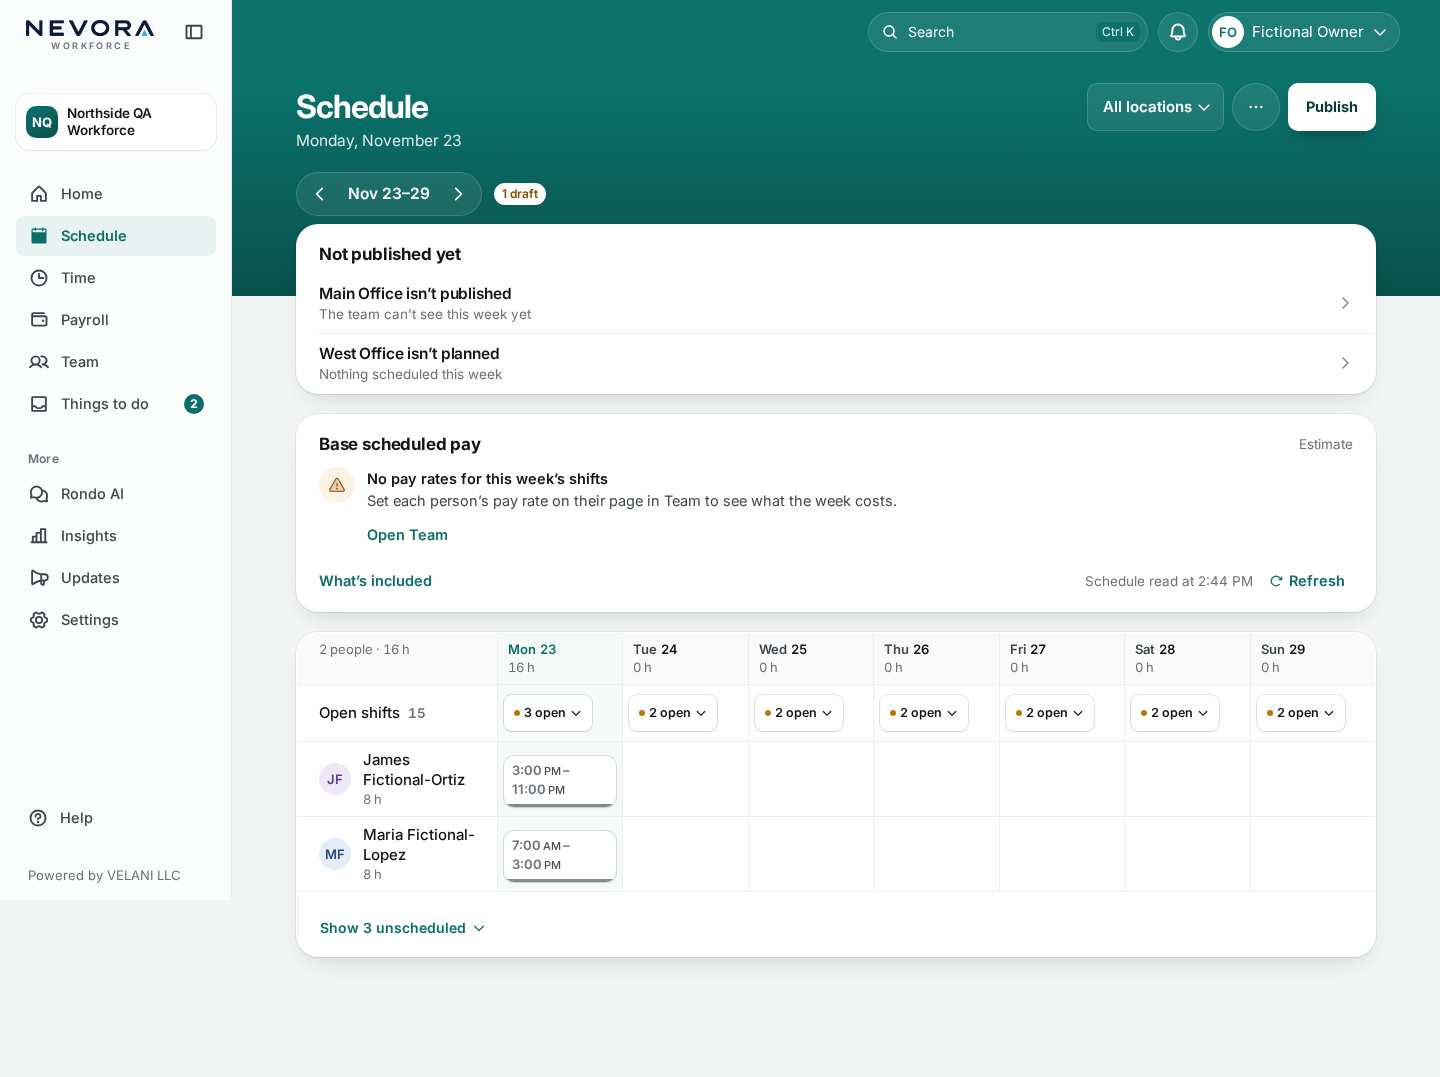 NEVORA
WORKFORCE
Search
Ctrl K
FO
Fictional Owner
NQ
Northside QA
Workforce
Home
Schedule
Time
Payroll
Team
Things to do
2
More
Rondo AI
Insights
Updates
Settings
Help
Powered by VELANI LLC
Schedule
Monday, November 23
All locations
Publish
Nov 23–29
1 draft
Not published yet
Main Office isn’t published
The team can’t see this week yet
West Office isn’t planned
Nothing scheduled this week
Base scheduled pay
Estimate
No pay rates for this week’s shifts
Set each person’s pay rate on their page in Team to see what the week costs.
Open Team
What’s included
Schedule read at 2:44 PM
Refresh
2 people · 16 h
Mon 23
16 h
Tue 24
0 h
Wed 25
0 h
Thu 26
0 h
Fri 27
0 h
Sat 28
0 h
Sun 29
0 h
Open shifts 15
3 open
2 open
2 open
2 open
2 open
2 open
2 open
JF
James
Fictional-Ortiz
8 h
3:00 PM –
11:00 PM
MF
Maria Fictional-
Lopez
8 h
7:00 AM –
3:00 PM
Show 3 unscheduled